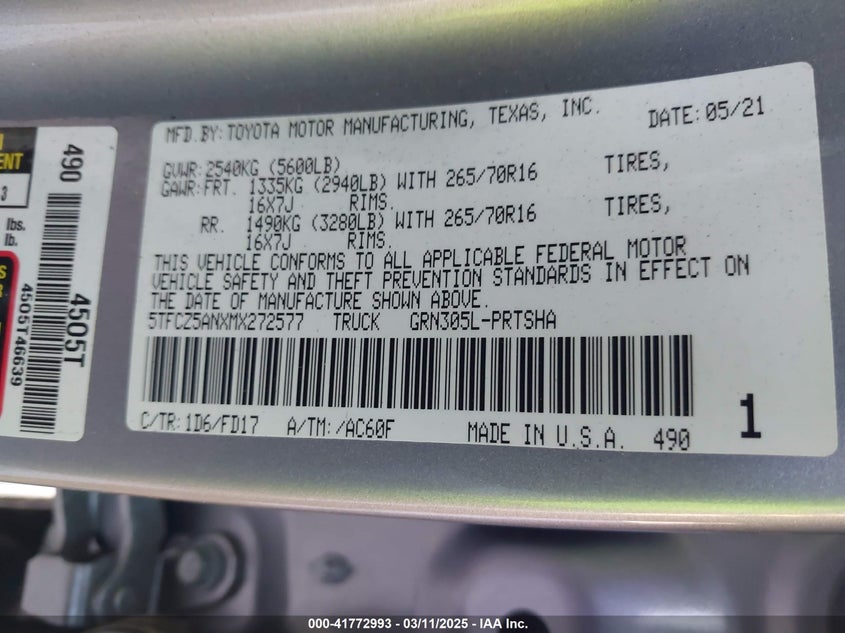 ENT
3
lbs.
lb.
S
R
490
4505T
4505T46639
MFD.BY:TOYOTA MOTOR MANUFACTURING, TEXAS, INC. DATE:05/21
GVWR:2540KG (5600LB)
GAWR:FRT. 1335KG (2940LB) WITH 265/70R16 TIRES,
16X7J RIMS.
RR. 1490KG (3280LB) WITH 265/70R16 TIRES,
16X7J RIMS.
THIS VEHICLE CONFORMS TO ALL APPLICABLE FEDERAL MOTOR
VEHICLE SAFETY AND THEFT PREVENTION STANDARDS IN EFFECT ON
THE DATE OF MANUFACTURE SHOWN ABOVE.
5TFCZ5ANXMX272577 TRUCK GRN305L-PRTSHA
C/TR:1D6/FD17 A/TM:/AC60F MADE IN U.S.A. 490 1
000-41772993 – 03/11/2025 – IAA Inc.